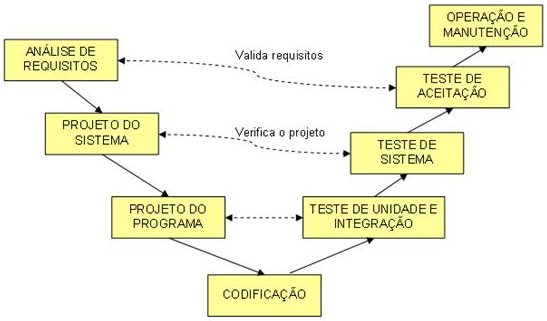 OPERAÇÃO E
MANUTENÇÃO
ANÁLISE DE
REQUISITOS
Valida requisitos
TESTE DE
ACEITAÇÃO
PROJETO DO
SISTEMA
Verifica o projeto
TESTE DE
SISTEMA
PROJETO DO
PROGRAMA
TESTE DE UNIDADE E
INTEGRAÇÃO
CODIFICAÇÃO